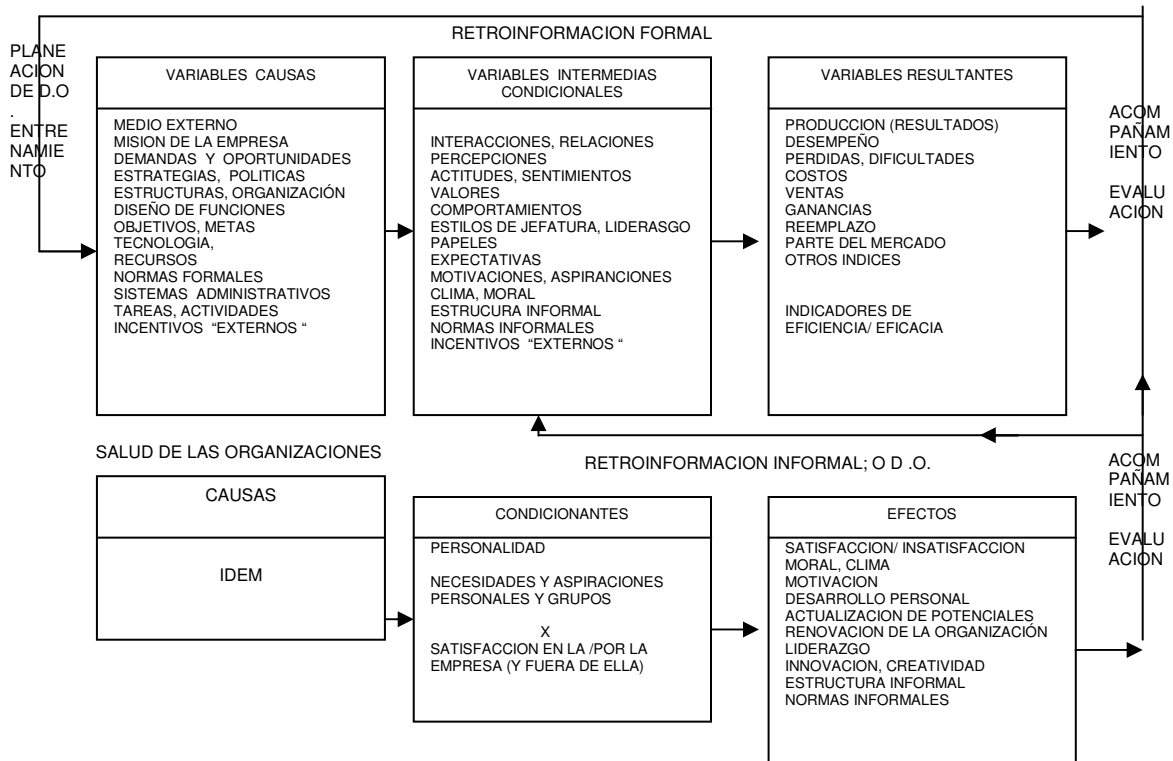 RETROINFORMACION FORMAL
PLANE
ACION
DE D.O
.
ENTRE
NAMIE
NTO
VARIABLES CAUSAS
MEDIO EXTERNO
MISION DE LA EMPRESA
DEMANDAS Y OPORTUNIDADES
ESTRATEGIAS, POLITICAS
ESTRUCTURAS, ORGANIZACIÓN
DISEÑO DE FUNCIONES
OBJETIVOS, METAS
TECNOLOGIA,
RECURSOS
NORMAS FORMALES
SISTEMAS ADMINISTRATIVOS
TAREAS, ACTIVIDADES
INCENTIVOS “EXTERNOS “
VARIABLES INTERMEDIAS
CONDICIONALES
INTERACCIONES, RELACIONES
PERCEPCIONES
ACTITUDES, SENTIMIENTOS
VALORES
COMPORTAMIENTOS
ESTILOS DE JEFATURA, LIDERASGO
PAPELES
EXPECTATIVAS
MOTIVACIONES, ASPIRANCIONES
CLIMA, MORAL
ESTRUCURA INFORMAL
NORMAS INFORMALES
INCENTIVOS “EXTERNOS “
VARIABLES RESULTANTES
PRODUCCION (RESULTADOS)
DESEMPEÑO
PERDIDAS, DIFICULTADES
COSTOS
VENTAS
GANANCIAS
REEMPLAZO
PARTE DEL MERCADO
OTROS INDICES
INDICADORES DE
EFICIENCIA/ EFICACIA
ACOM
PAÑAM
IENTO
EVALU
ACION
SALUD DE LAS ORGANIZACIONES
RETROINFORMACION INFORMAL; O D .O.
CAUSAS
IDEM
CONDICIONANTES
PERSONALIDAD
NECESIDADES Y ASPIRACIONES
PERSONALES Y GRUPOS
X
SATISFACCION EN LA /POR LA
EMPRESA (Y FUERA DE ELLA)
EFECTOS
SATISFACCION/ INSATISFACCION
MORAL, CLIMA
MOTIVACION
DESARROLLO PERSONAL
ACTUALIZACION DE POTENCIALES
RENOVACION DE LA ORGANIZACIÓN
LIDERAZGO
INNOVACION, CREATIVIDAD
ESTRUCTURA INFORMAL
NORMAS INFORMALES
ACOM
PAÑAM
IENTO
EVALU
ACION